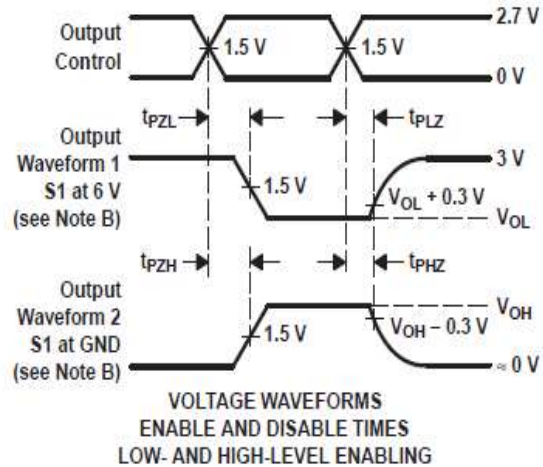 2.7 V
Output
Control
1.5 V
1.5 V
0 V
tPZL
tPLZ
Output
Waveform 1
S1 at 6 V
(see Note B)
3 V
1.5 V
VOL + 0.3 V
VOL
tPZH
tPHZ
Output
Waveform 2
S1 at GND
(see Note B)
VOH
1.5 V
VOH − 0.3 V
≈ 0 V
VOLTAGE WAVEFORMS
ENABLE AND DISABLE TIMES
LOW- AND HIGH-LEVEL ENABLING